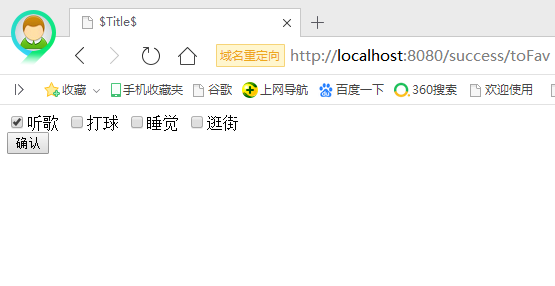 $Title$
域名重定向 http://localhost:8080/success/toFav
收藏 手机收藏夹 谷歌 上网导航 百度一下 360搜索 欢迎使用
听歌 打球 睡觉 逛街
确认